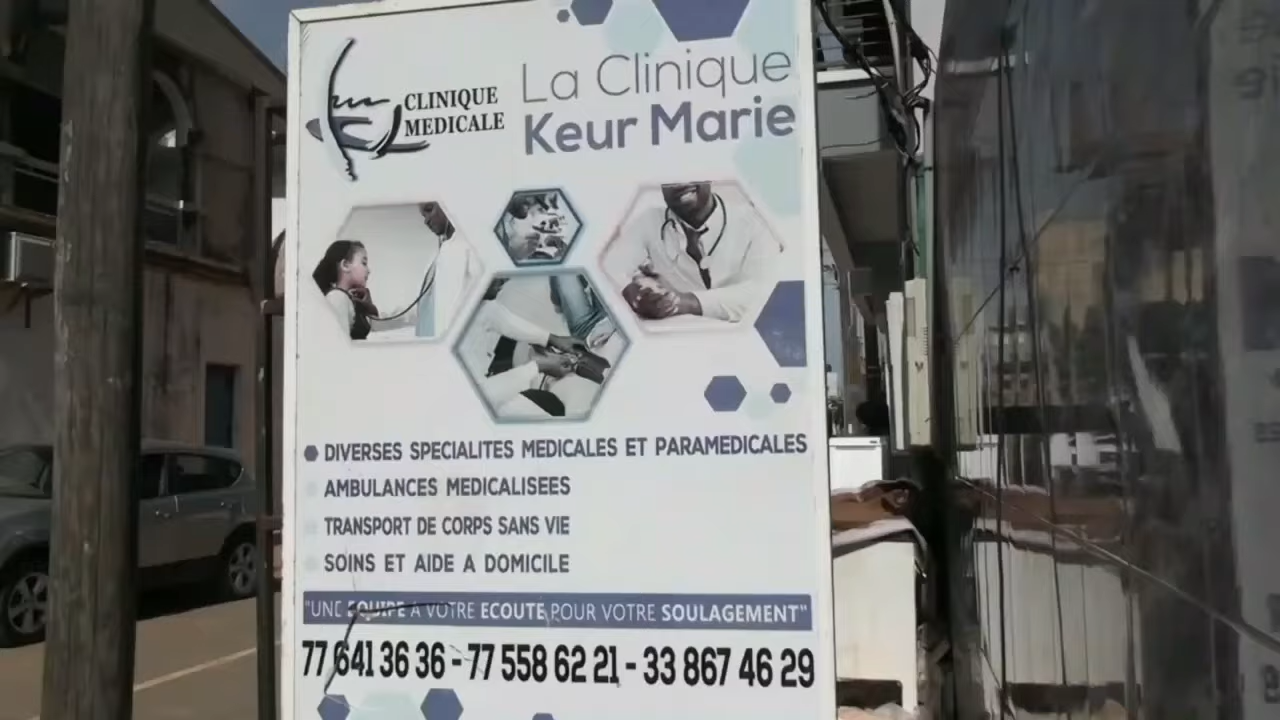 CLINIQUE
MEDICALE
La Clinique
Keur Marie
DIVERSES SPECIALITES MEDICALES ET PARAMEDICALES
AMBULANCES MEDICALISEES
TRANSPORT DE CORPS SANS VIE
SOINS ET AIDE A DOMICILE
"UNE EQUIPE A VOTRE ECOUTE POUR VOTRE SOULAGEMENT"
77 641 36 36 - 77 558 62 21 - 33 867 46 29